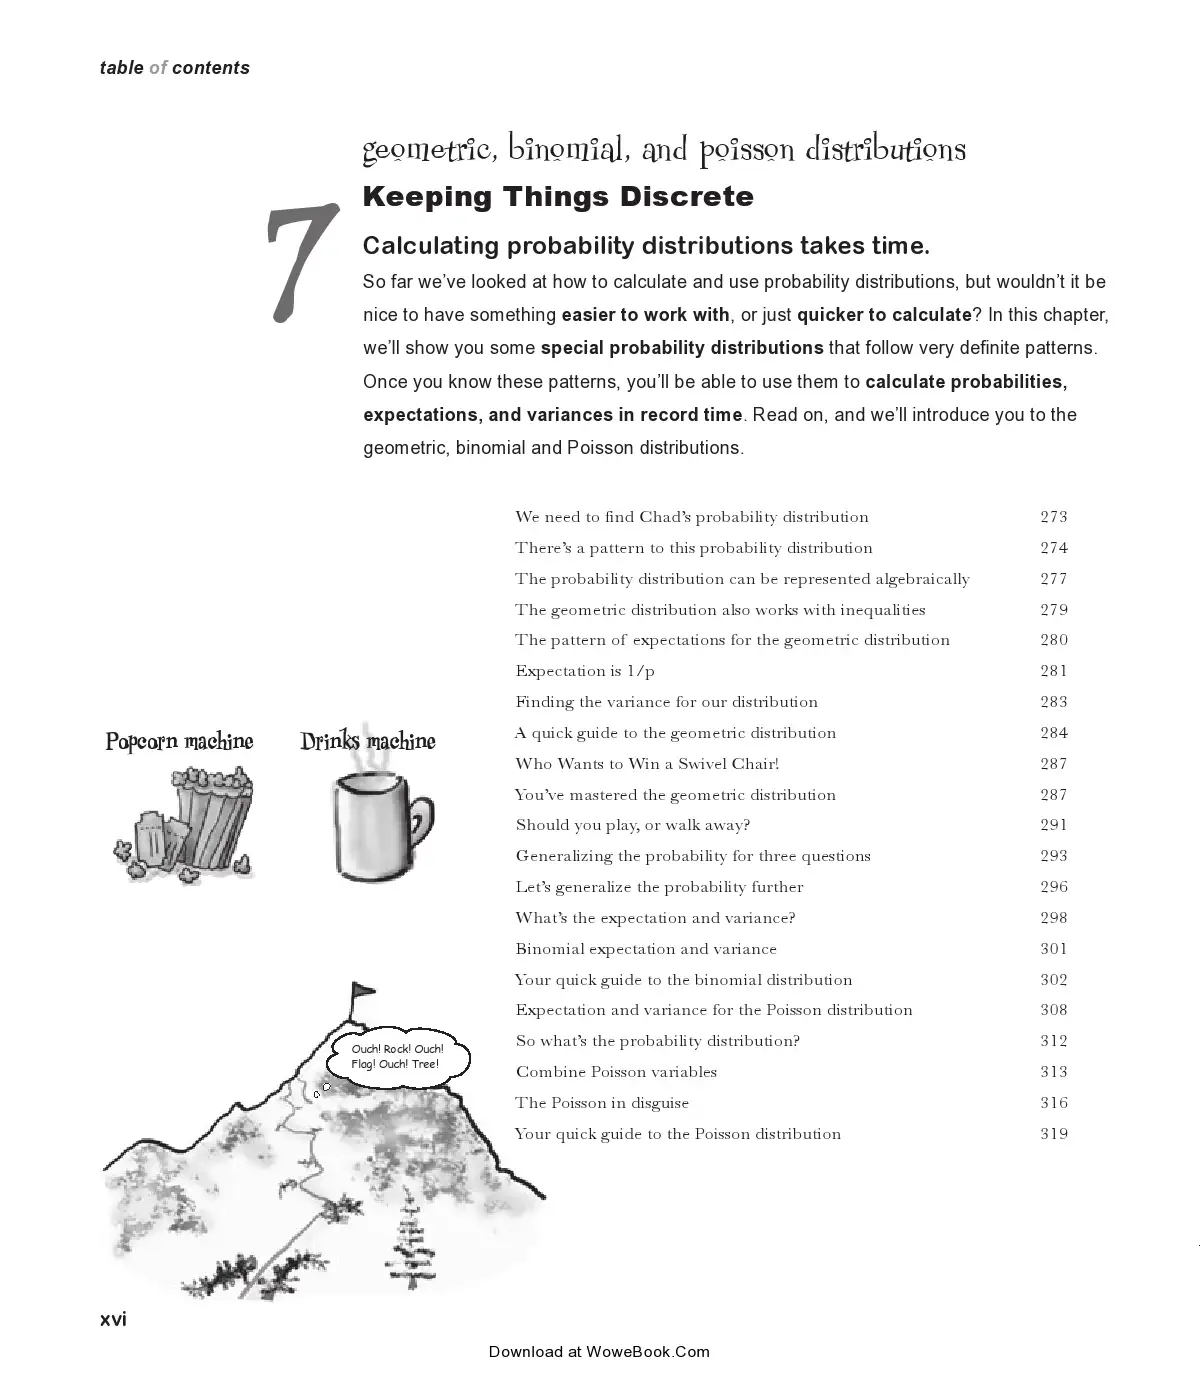 table of contents
geometric, binomial, and poisson distributions
7
Keeping Things Discrete
Calculating probability distributions takes time.
So far we’ve looked at how to calculate and use probability distributions, but wouldn’t it be
nice to have something easier to work with, or just quicker to calculate? In this chapter,
we’ll show you some special probability distributions that follow very definite patterns.
Once you know these patterns, you’ll be able to use them to calculate probabilities,
expectations, and variances in record time. Read on, and we’ll introduce you to the
geometric, binomial and Poisson distributions.
We need to find Chad’s probability distribution 273
There’s a pattern to this probability distribution 274
The probability distribution can be represented algebraically 277
The geometric distribution also works with inequalities 279
The pattern of expectations for the geometric distribution 280
Expectation is 1/p 281
Finding the variance for our distribution 283
A quick guide to the geometric distribution 284
Who Wants to Win a Swivel Chair! 287
You’ve mastered the geometric distribution 287
Should you play, or walk away? 291
Generalizing the probability for three questions 293
Let’s generalize the probability further 296
What’s the expectation and variance? 298
Binomial expectation and variance 301
Your quick guide to the binomial distribution 302
Expectation and variance for the Poisson distribution 308
So what’s the probability distribution? 312
Combine Poisson variables 313
The Poisson in disguise 316
Your quick guide to the Poisson distribution 319
Popcorn machine
Drinks machine
Ouch! Rock! Ouch!
Flag! Ouch! Tree!
xvi
Download at WoweBook.Com